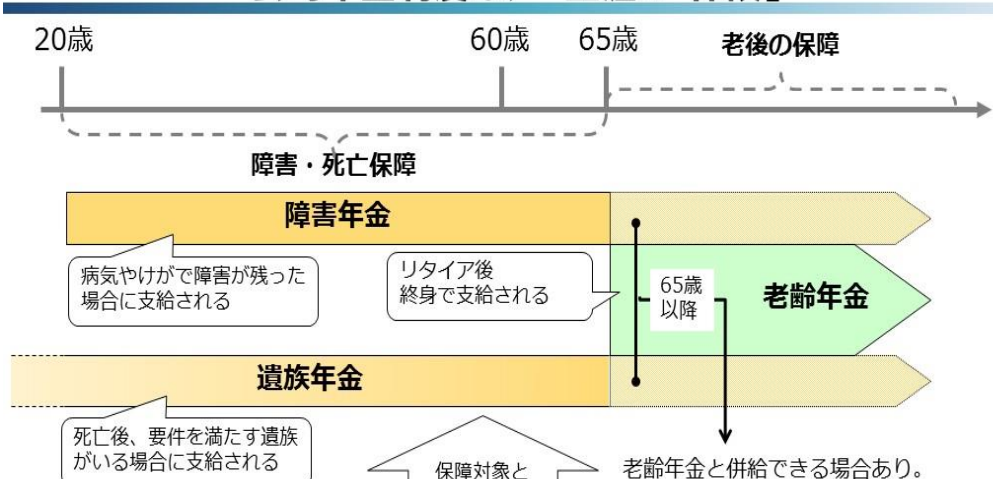 20歳
60歳
65歳
老後の保障
障害・死亡保障
障害年金
病気やけがで障害が残った
場合に支給される
リタイア後
終身で支給される
65歳
以降
老齢年金
遺族年金
死亡後、要件を満たす遺族
がいる場合に支給される
保障対象と
老齢年金と併給できる場合あり。